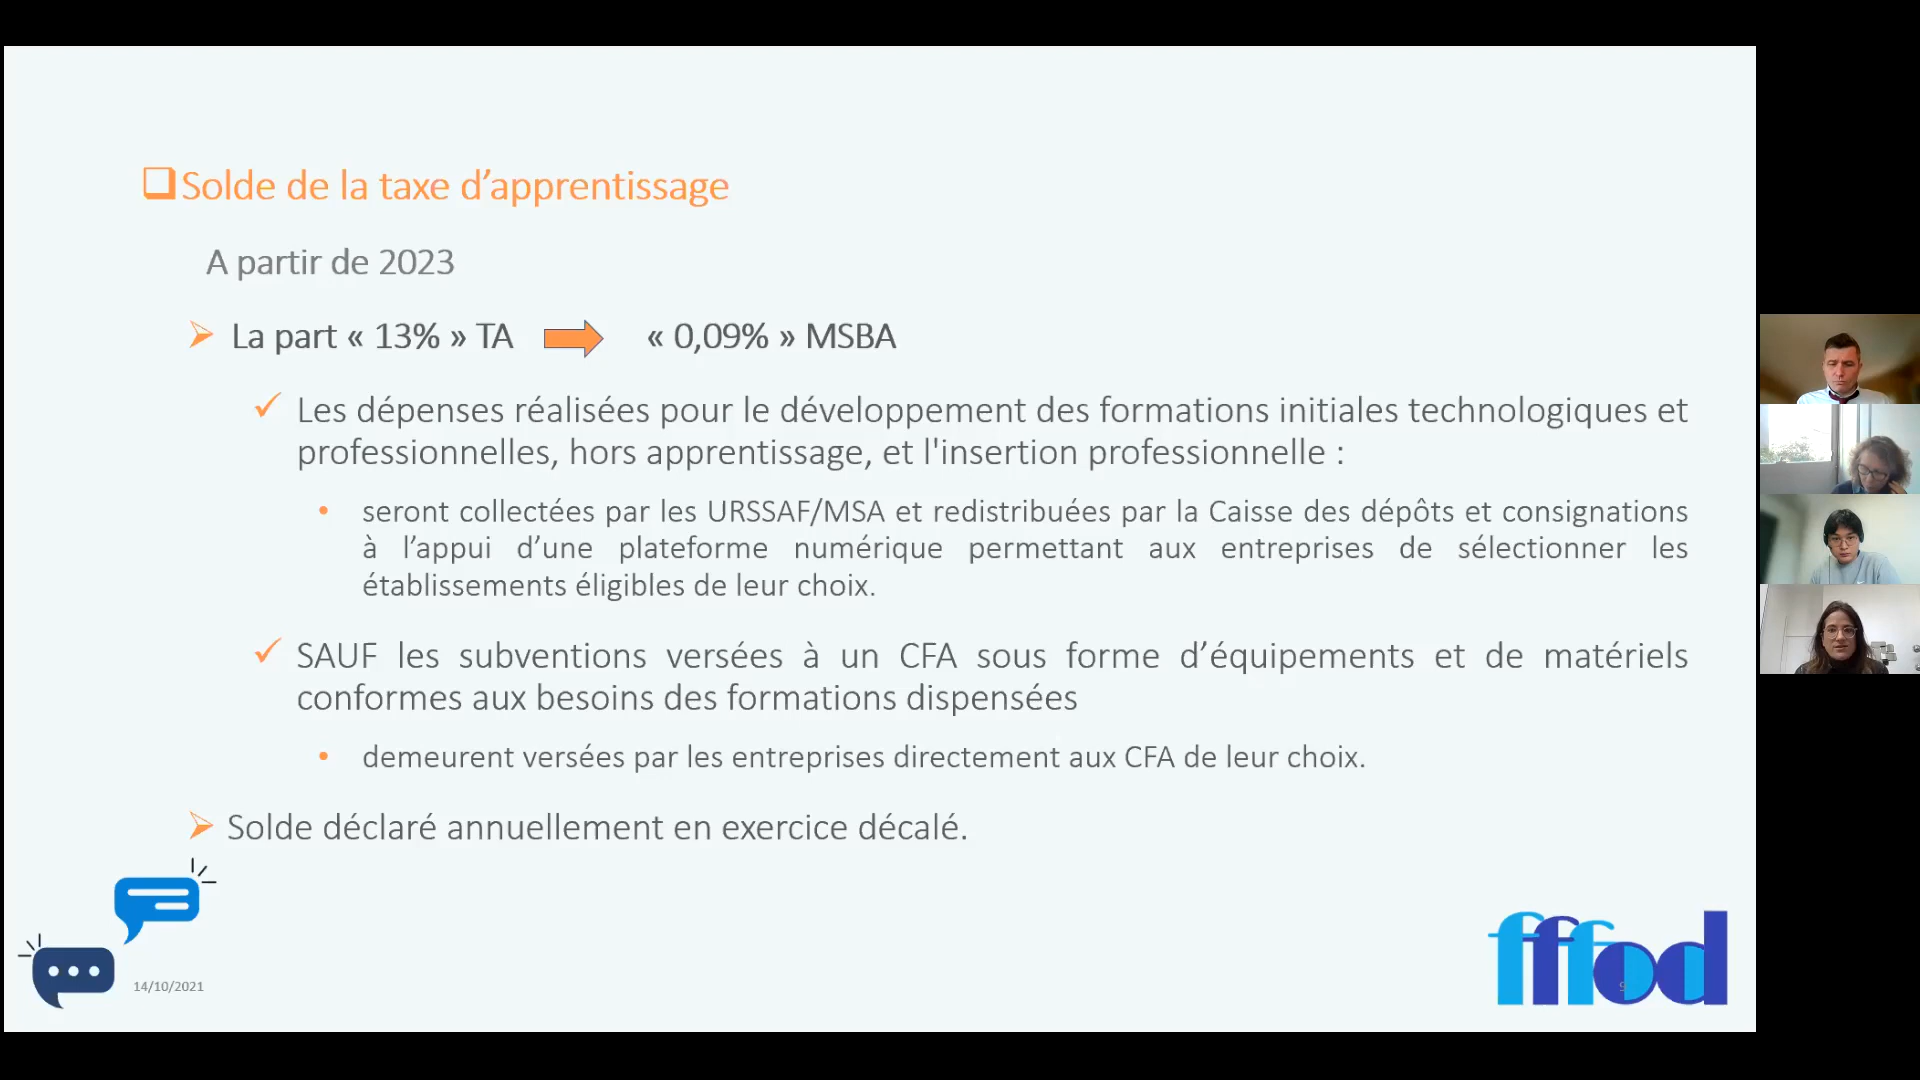 Solde de la taxe d’apprentissage
A partir de 2023
La part « 13% » TA « 0,09% » MSBA
Les dépenses réalisées pour le développement des formations initiales technologiques et
professionnelles, hors apprentissage, et l'insertion professionnelle :
• seront collectées par les URSSAF/MSA et redistribuées par la Caisse des dépôts et consignations
à l’appui d’une plateforme numérique permettant aux entreprises de sélectionner les
établissements éligibles de leur choix.
SAUF les subventions versées à un CFA sous forme d’équipements et de matériels
conformes aux besoins des formations dispensées
• demeurent versées par les entreprises directement aux CFA de leur choix.
Solde déclaré annuellement en exercice décalé.
14/10/2021
fffod